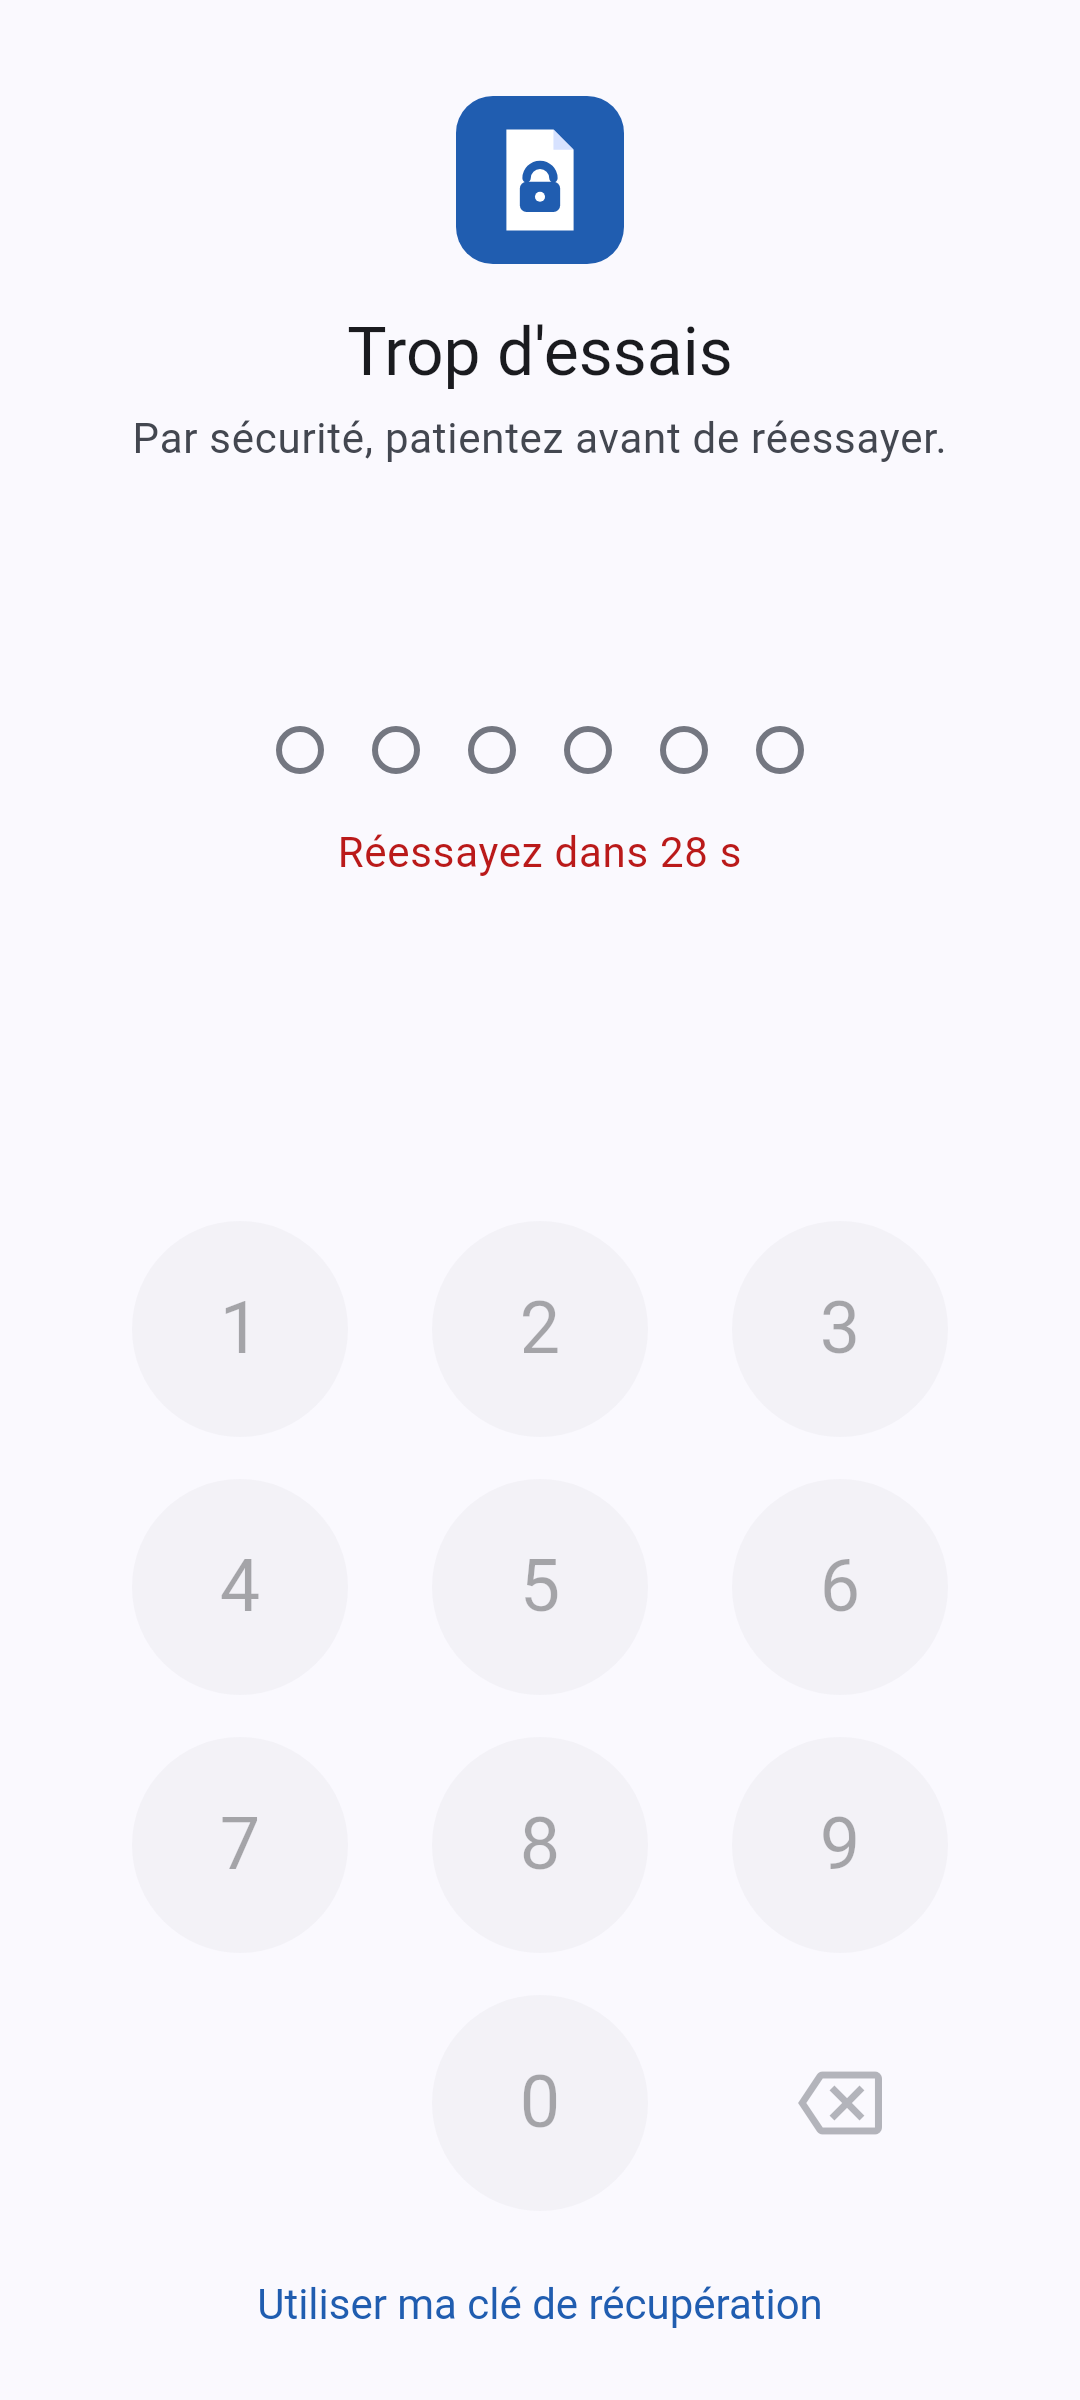 Trop d'essais
Par sécurité, patientez avant de réessayer.
Réessayez dans 28 s
1 2 3
4 5 6
7 8 9
0
Utiliser ma clé de récupération